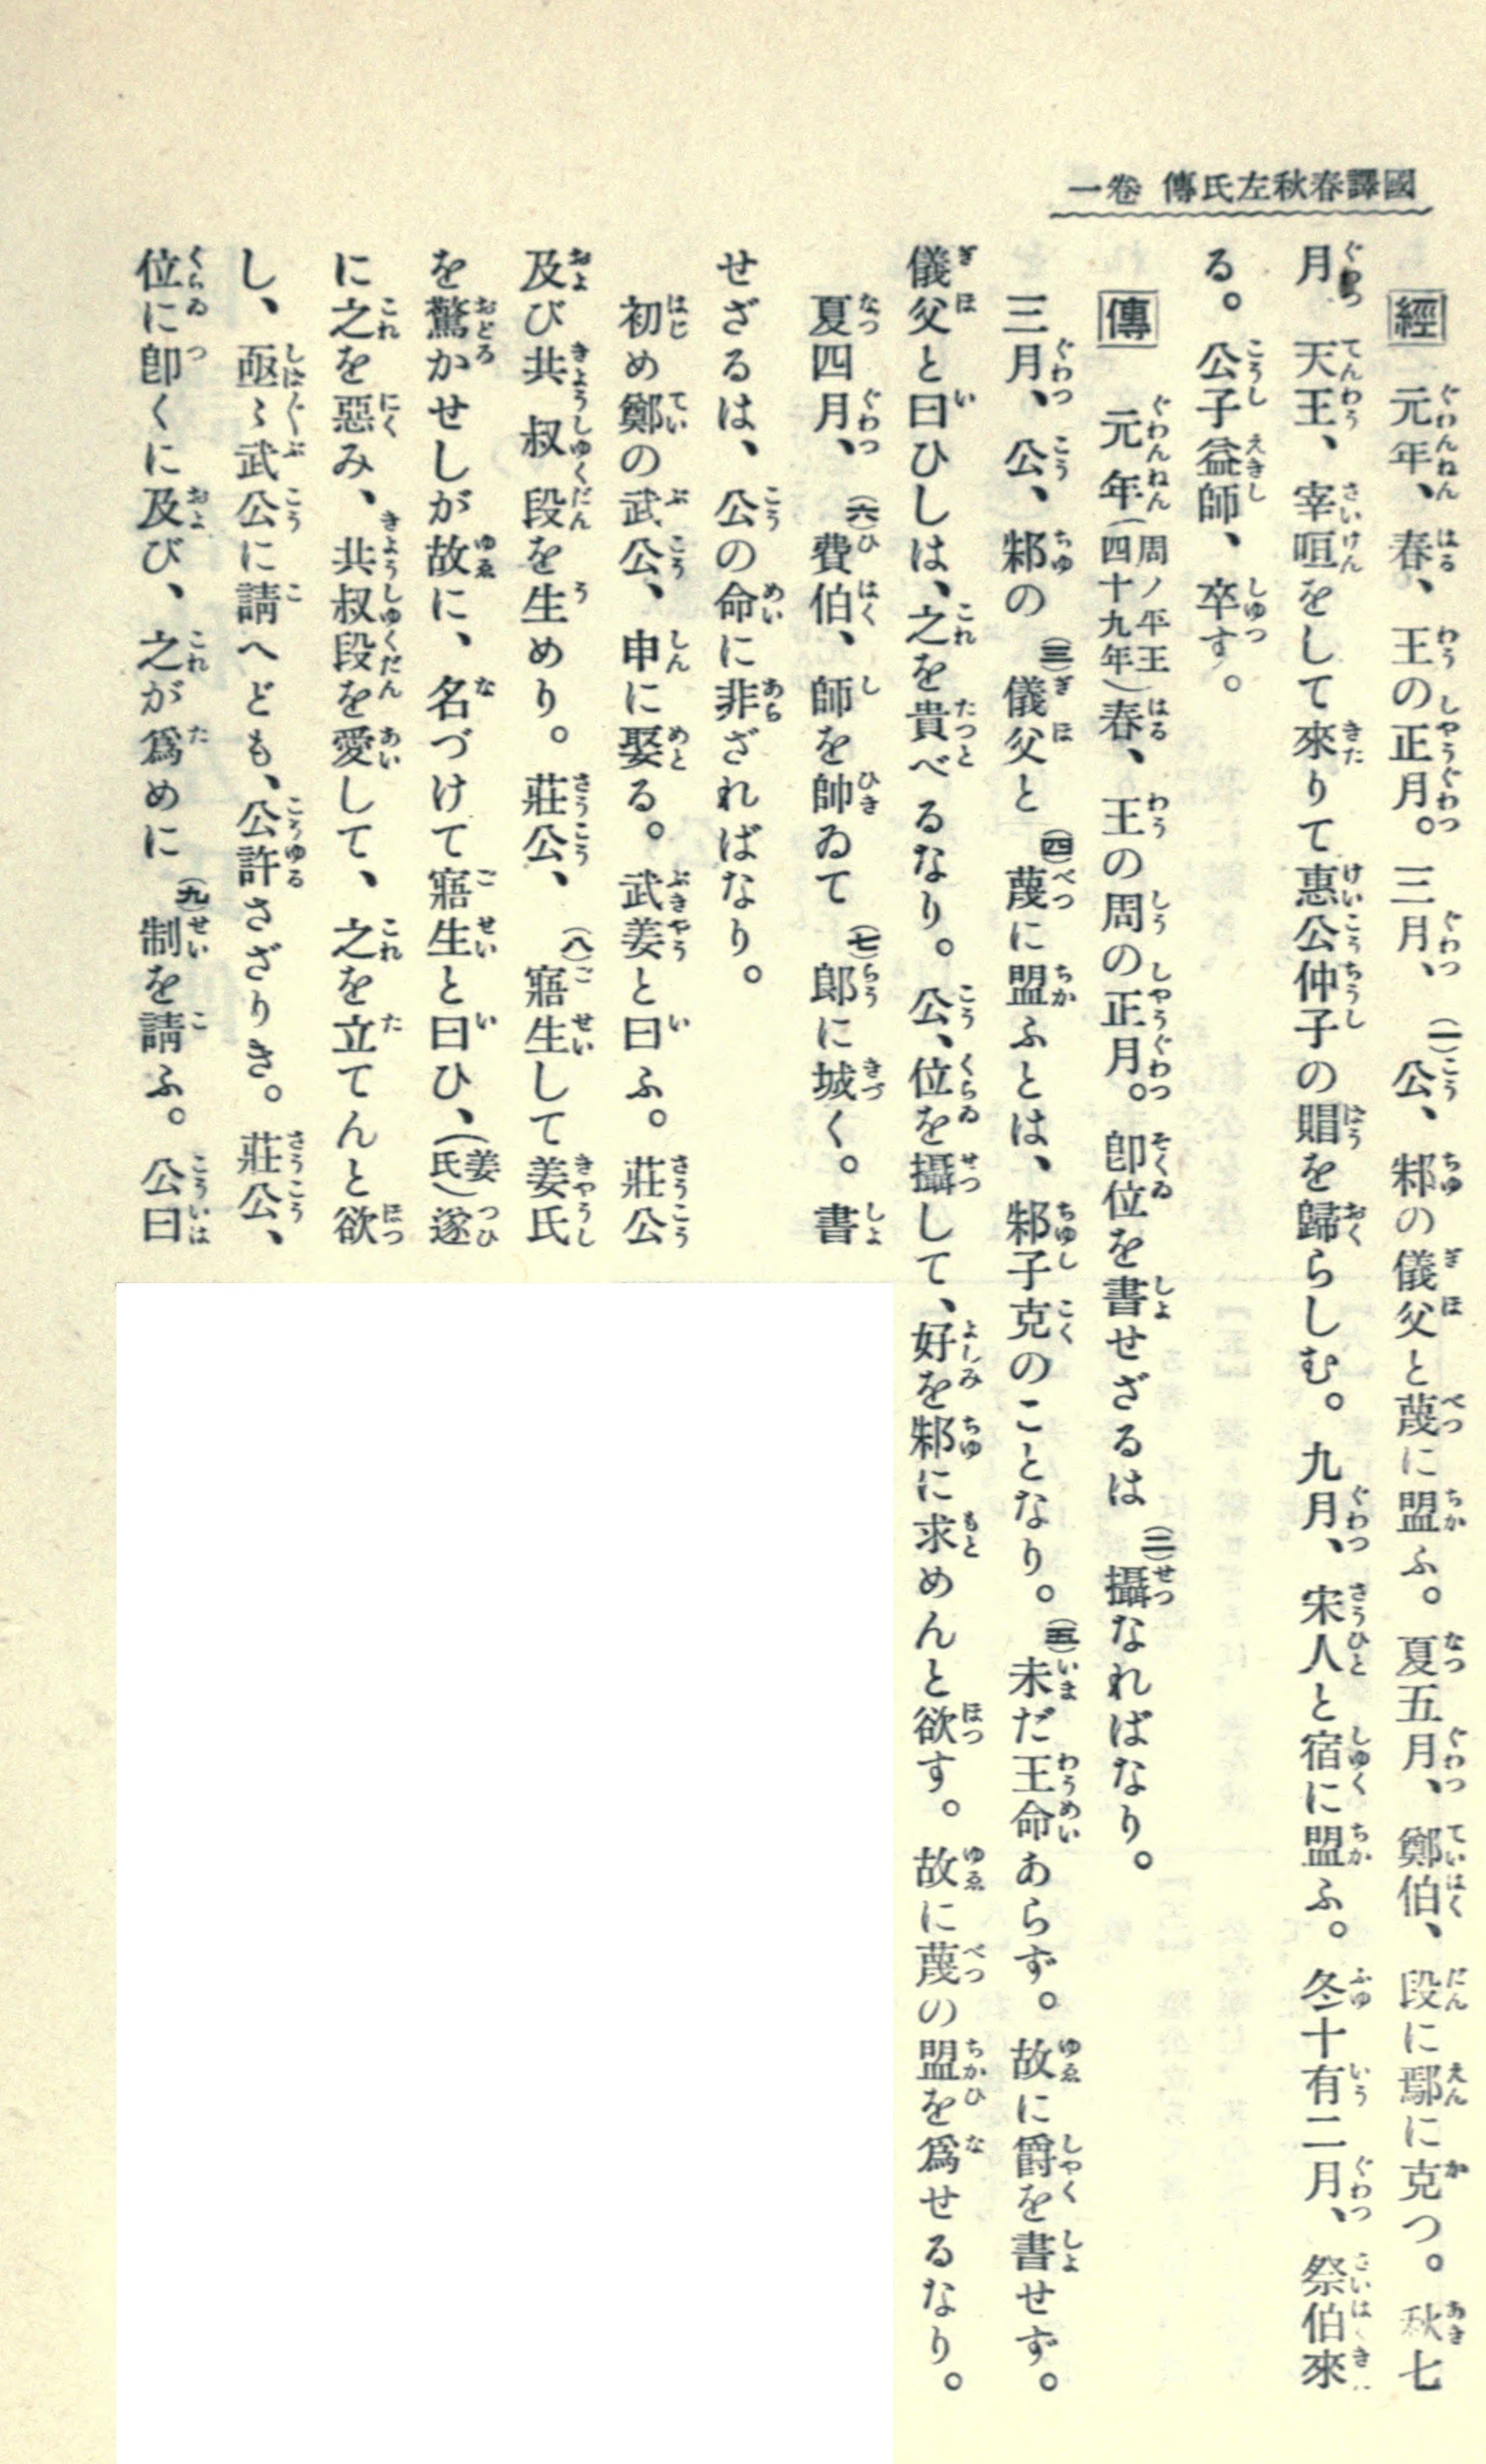 國譯春秋左氏傳 卷一
經 元年、春、王の正月。三月、(一)公、邾の儀父と蔑に盟ふ。夏五月、鄭伯、段に鄢に克つ。秋七
月、天王、宰咺をして來りて惠公仲子の賵を歸らしむ。九月、宋人と宿に盟ふ。冬十有二月、祭伯來
る。公子益師、卒す。
傳 元年(周ノ平王四十九年)春、王の周の正月。卽位を書せざるは(二)攝なればなり。
三月、公、邾の(三)儀父と(四)蔑に盟ふとは、邾子克のことなり。(五)未だ王命あらず。故に爵を書せず。
儀父と曰ひしは、之を貴べるなり。公、位を攝して、好を邾に求めんと欲す。故に蔑の盟を爲せるなり。
夏四月、(六)費伯、師を帥ゐて(七)郞に城く。書
せざるは、公の命に非ざればなり。
初め鄭の武公、申に娶る。武姜と曰ふ。莊公
及び共叔段を生めり。莊公、(八)寤生して姜氏
を驚かせしが故に、名づけて寤生と曰ひ、(姜氏)遂
に之を惡み、共叔段を愛して、之を立てんと欲
し、亟〻武公に請へども、公許さざりき。莊公、
位に卽くに及び、之が爲めに(九)制を請ふ。公曰